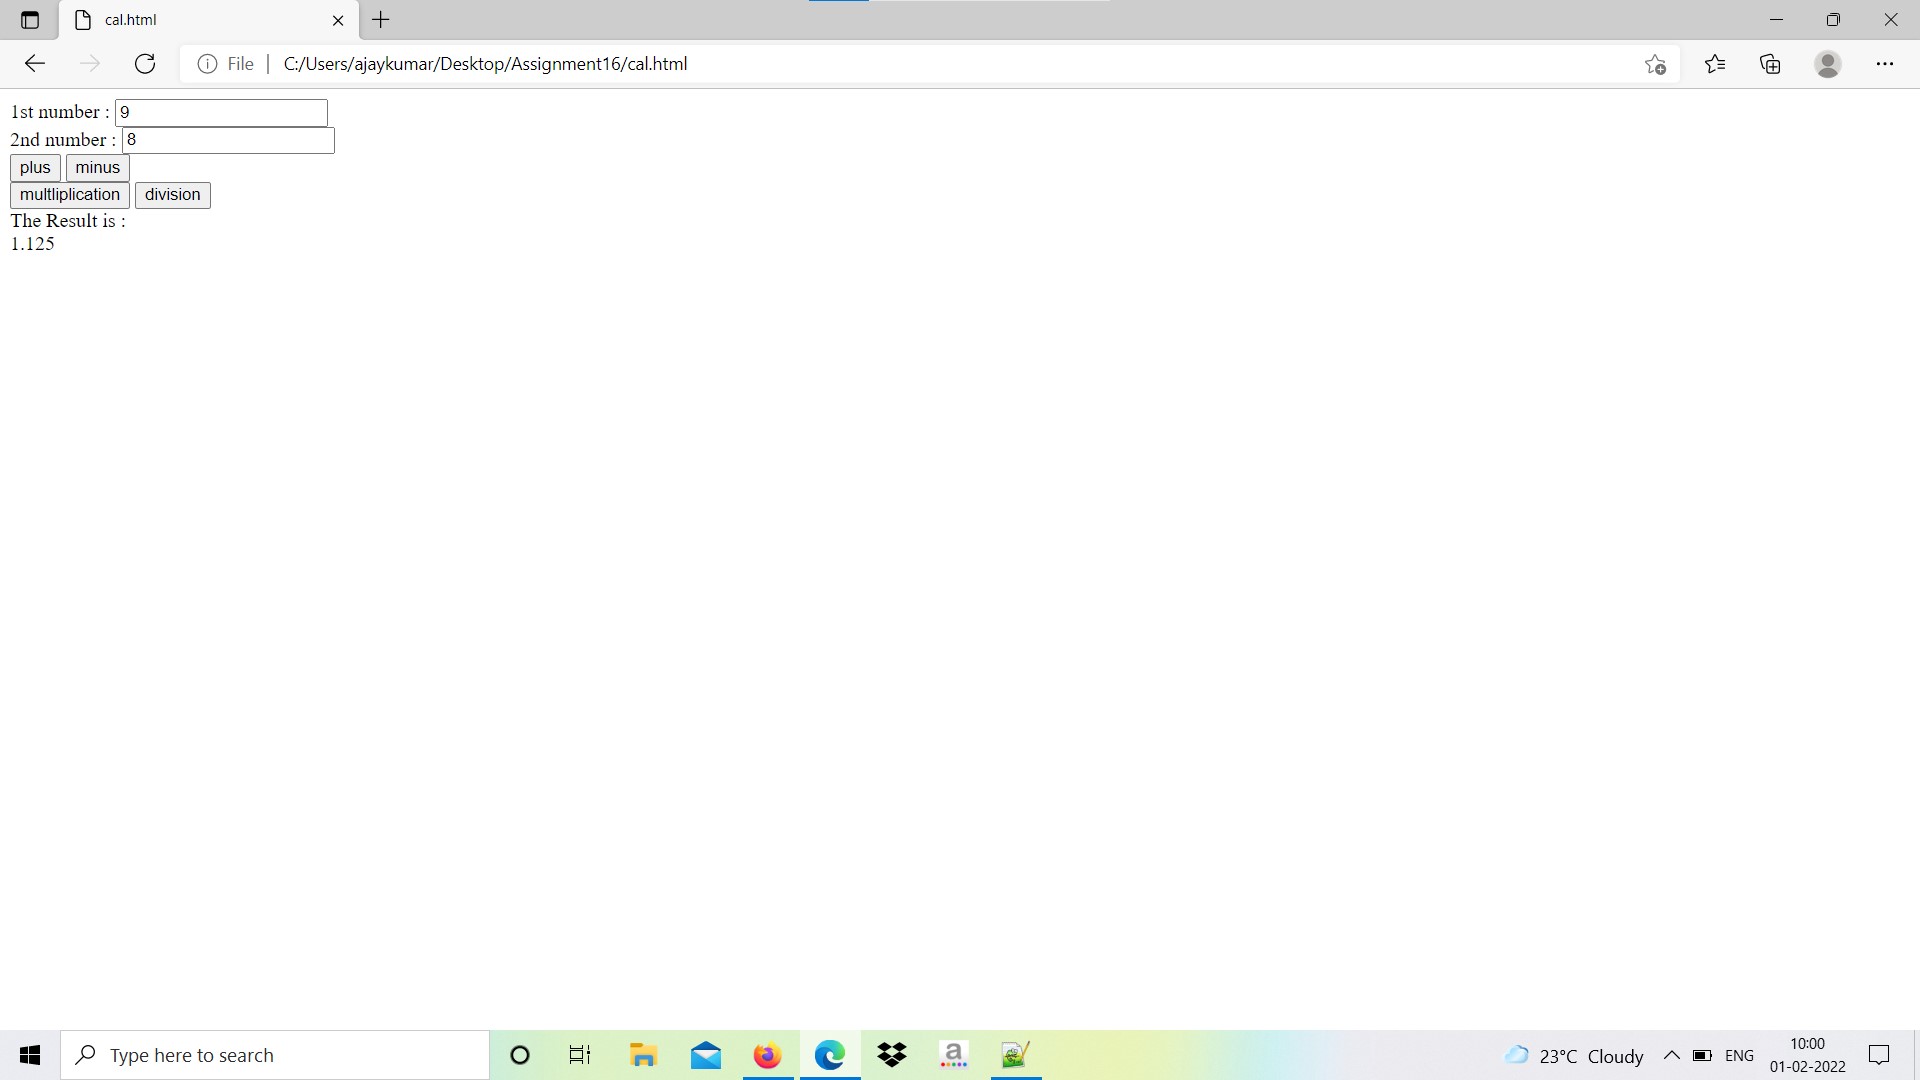 cal.html
File | C:/Users/ajaykumar/Desktop/Assignment16/cal.html
1st number : 9
2nd number : 8
plus minus
multliplication division
The Result is :
1.125
Type here to search
a
23°C Cloudy
ENG
10:00
01-02-2022